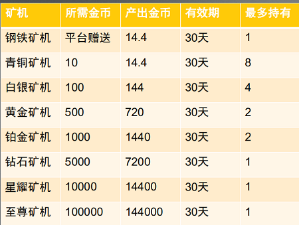 矿机 所需金币 产出金币 有效期 最多持有
钢铁矿机 平台赠送 14.4 30天 1
青铜矿机 10 14.4 30天 8
白银矿机 100 144 30天 4
黄金矿机 500 720 30天 2
铂金矿机 1000 1440 30天 2
钻石矿机 5000 7200 30天 1
星耀矿机 10000 14400 30天 1
至尊矿机 100000 144000 30天 1